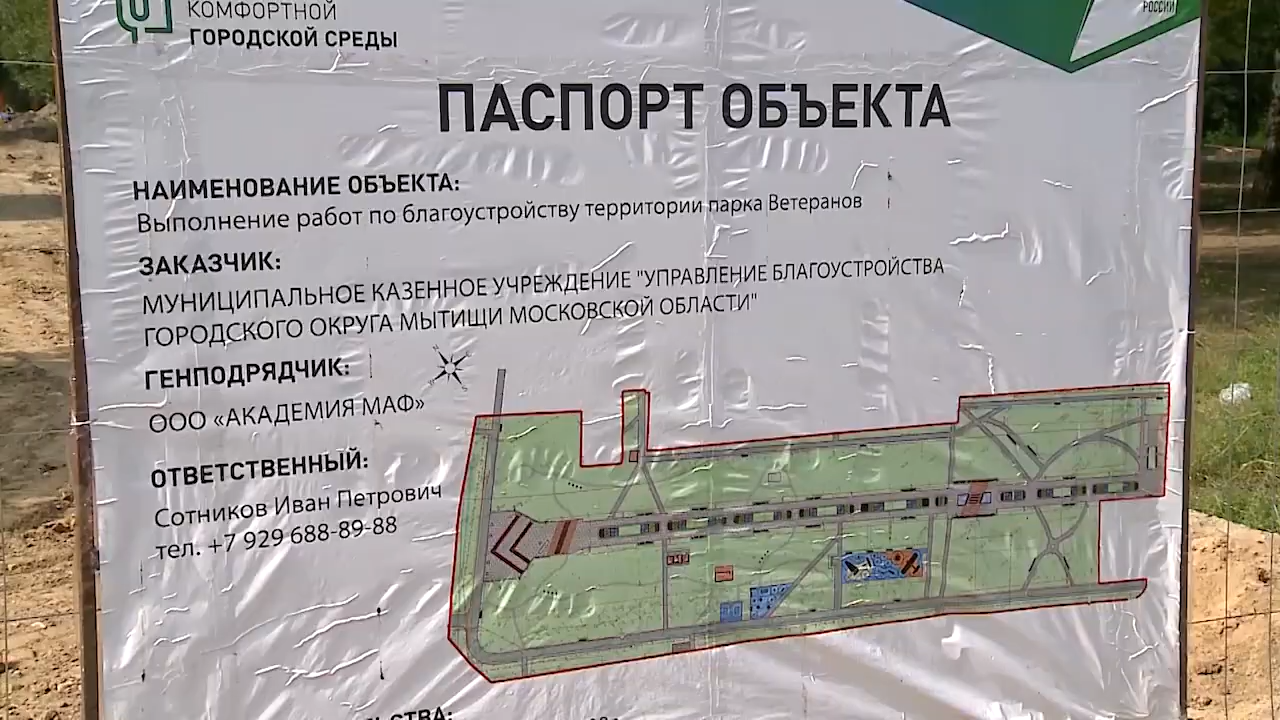 КОМФОРТНОЙ
ГОРОДСКОЙ СРЕДЫ
РОССИИ
ПАСПОРТ ОБЪЕКТА
НАИМЕНОВАНИЕ ОБЪЕКТА:
Выполнение работ по благоустройству территории парка Ветеранов
ЗАКАЗЧИК:
МУНИЦИПАЛЬНОЕ КАЗЕННОЕ УЧРЕЖДЕНИЕ "УПРАВЛЕНИЕ БЛАГОУСТРОЙСТВА
ГОРОДСКОГО ОКРУГА МЫТИЩИ МОСКОВСКОЙ ОБЛАСТИ"
ГЕНПОДРЯДЧИК:
ООО «АКАДЕМИЯ МАФ»
ОТВЕТСТВЕННЫЙ:
Сотников Иван Петрович
тел. +7 929 688-89-88